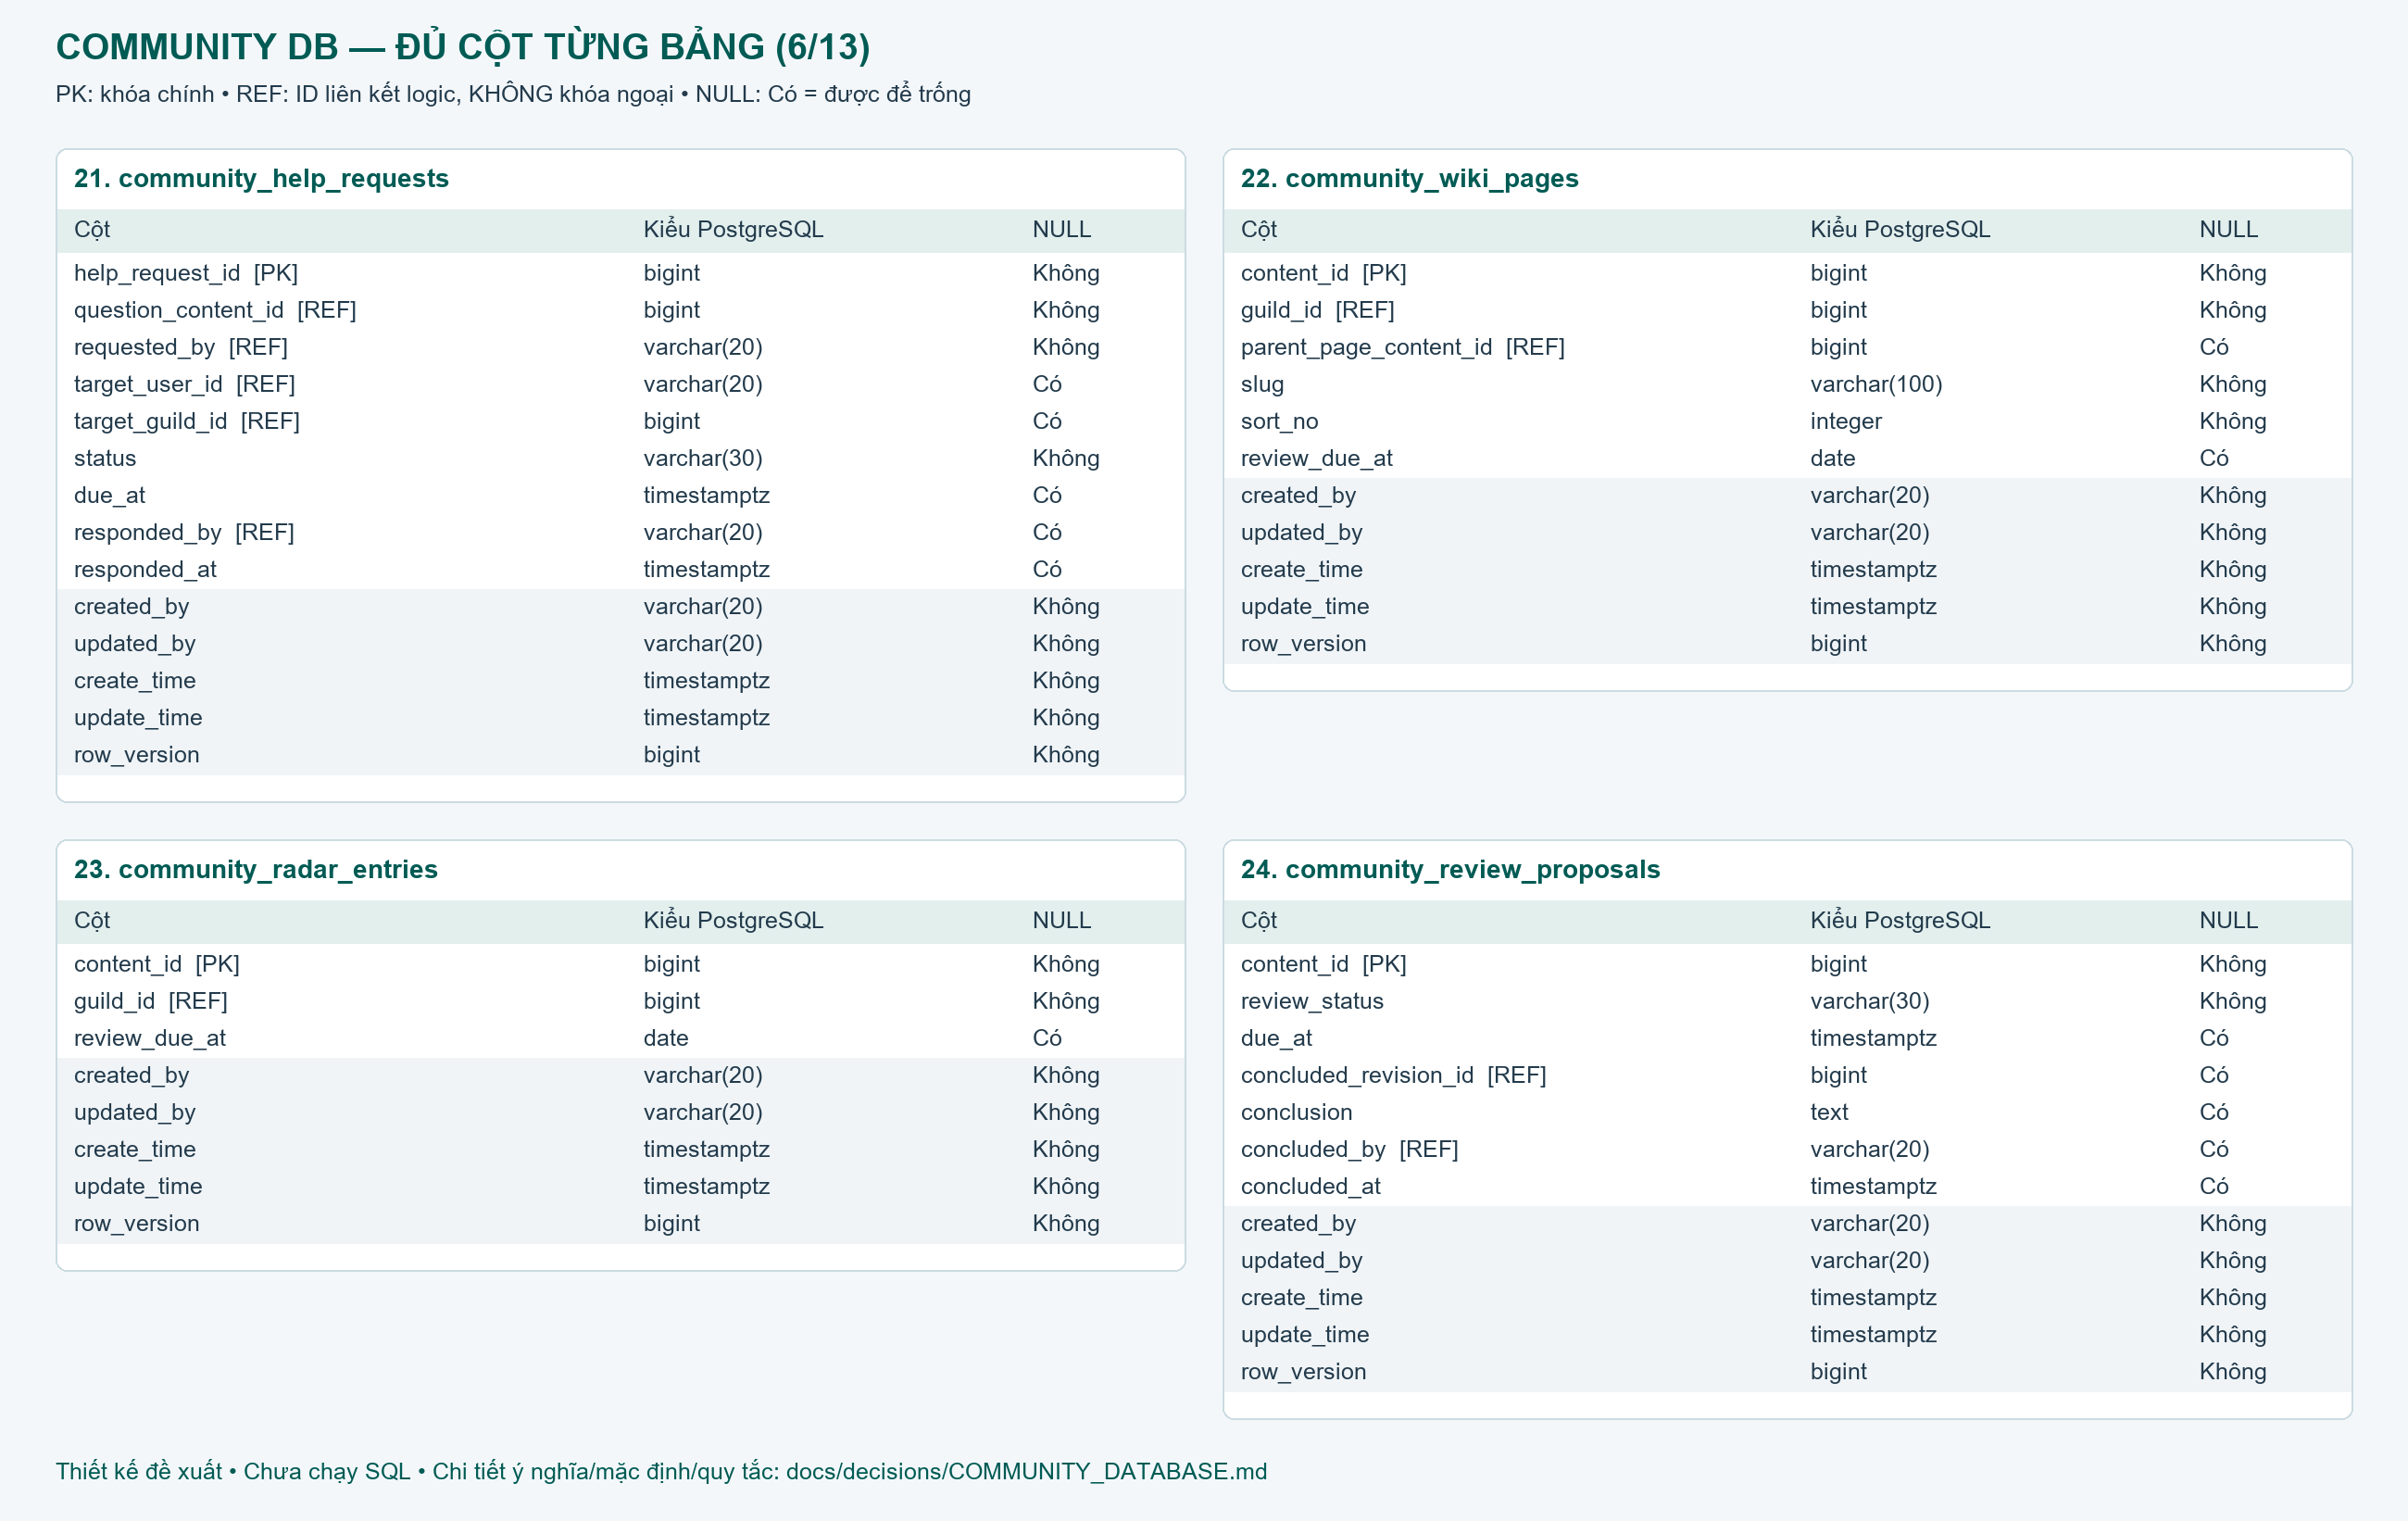 COMMUNITY DB — ĐỦ CỘT TỪNG BẢNG (6/13)
PK: khóa chính • REF: ID liên kết logic, KHÔNG khóa ngoại • NULL: Có = được để trống
21. community_help_requests
Cột Kiểu PostgreSQL NULL
help_request_id [PK] bigint Không
question_content_id [REF] bigint Không
requested_by [REF] varchar(20) Không
target_user_id [REF] varchar(20) Có
target_guild_id [REF] bigint Có
status varchar(30) Không
due_at timestamptz Có
responded_by [REF] varchar(20) Có
responded_at timestamptz Có
created_by varchar(20) Không
updated_by varchar(20) Không
create_time timestamptz Không
update_time timestamptz Không
row_version bigint Không
22. community_wiki_pages
Cột Kiểu PostgreSQL NULL
content_id [PK] bigint Không
guild_id [REF] bigint Không
parent_page_content_id [REF] bigint Có
slug varchar(100) Không
sort_no integer Không
review_due_at date Có
created_by varchar(20) Không
updated_by varchar(20) Không
create_time timestamptz Không
update_time timestamptz Không
row_version bigint Không
23. community_radar_entries
Cột Kiểu PostgreSQL NULL
content_id [PK] bigint Không
guild_id [REF] bigint Không
review_due_at date Có
created_by varchar(20) Không
updated_by varchar(20) Không
create_time timestamptz Không
update_time timestamptz Không
row_version bigint Không
24. community_review_proposals
Cột Kiểu PostgreSQL NULL
content_id [PK] bigint Không
review_status varchar(30) Không
due_at timestamptz Có
concluded_revision_id [REF] bigint Có
conclusion text Có
concluded_by [REF] varchar(20) Có
concluded_at timestamptz Có
created_by varchar(20) Không
updated_by varchar(20) Không
create_time timestamptz Không
update_time timestamptz Không
row_version bigint Không
Thiết kế đề xuất • Chưa chạy SQL • Chi tiết ý nghĩa/mặc định/quy tắc: docs/decisions/COMMUNITY_DATABASE.md